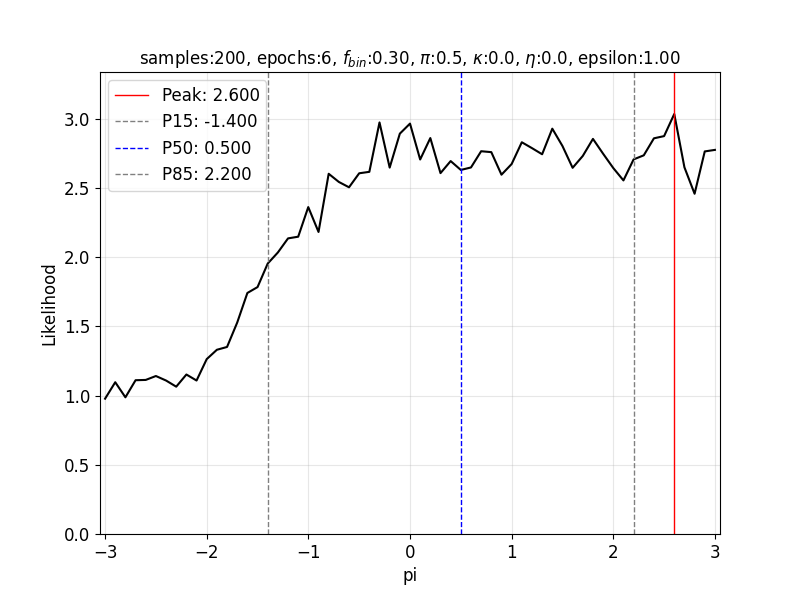 samples:200, epochs:6, f_bin:0.30, π:0.5, κ:0.0, η:0.0, epsilon:1.00
Peak: 2.600
P15: -1.400
P50: 0.500
P85: 2.200
Likelihood
3.0
2.5
2.0
1.5
1.0
0.5
0.0
−3 −2 −1 0 1 2 3
pi